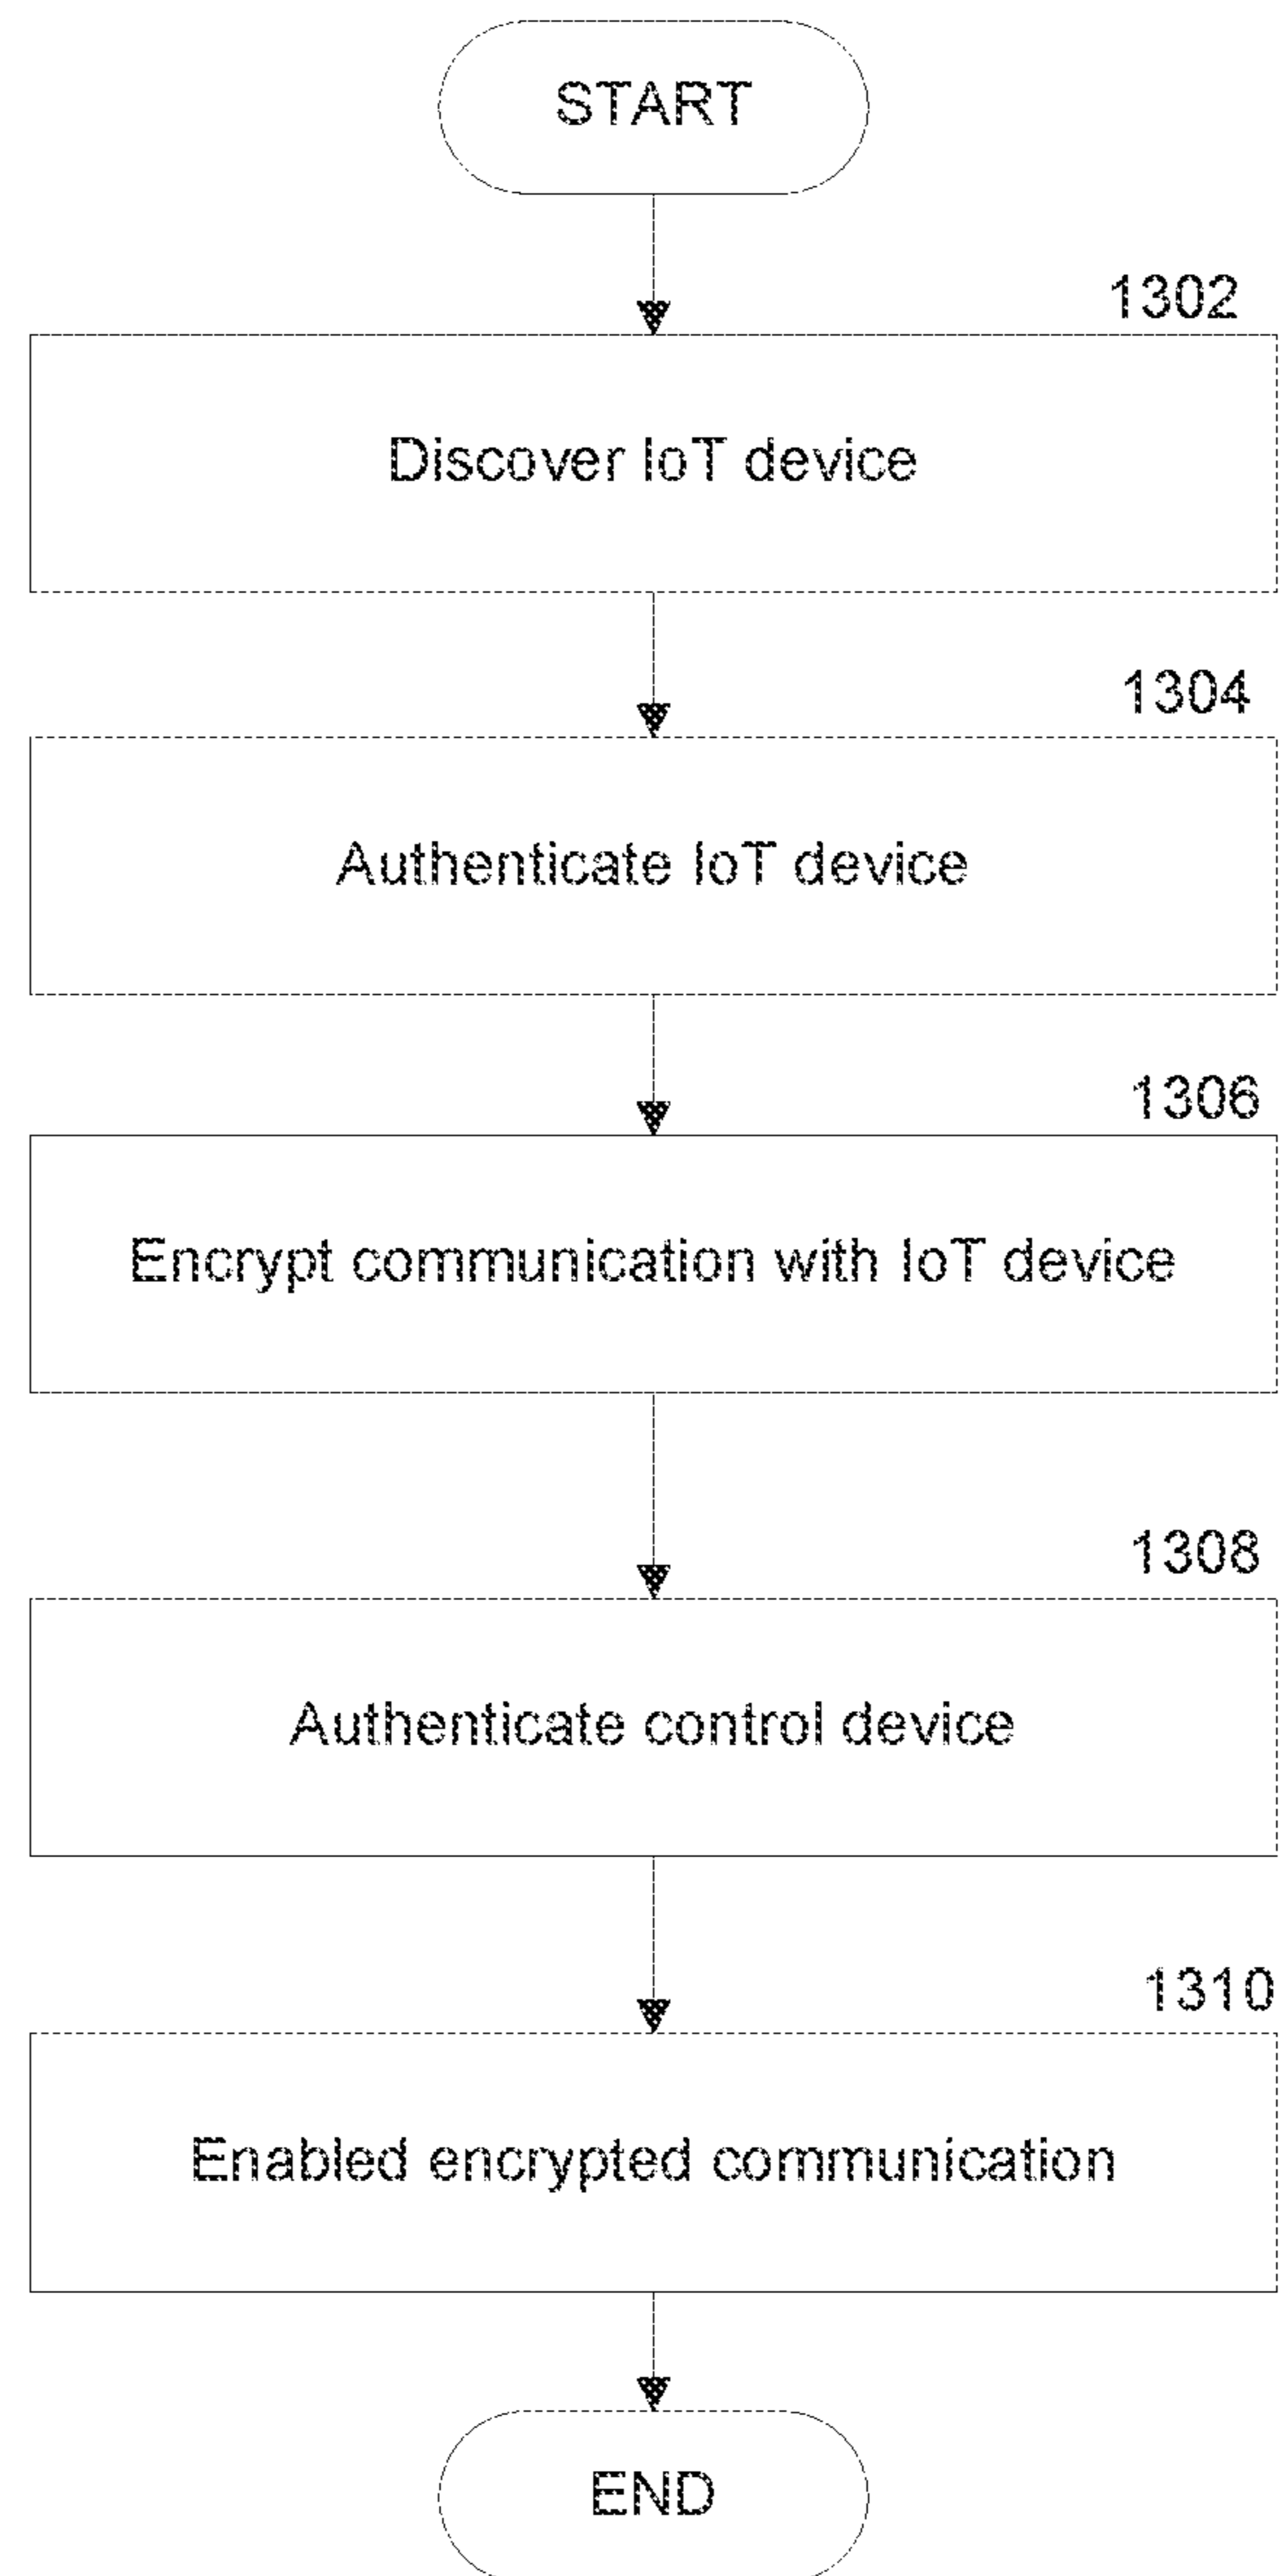 START
1302
Discover IoT device
1304
Authenticate IoT device
1306
Encrypt communication with IoT device
1308
Authenticate control device
1310
Enabled encrypted communication
END